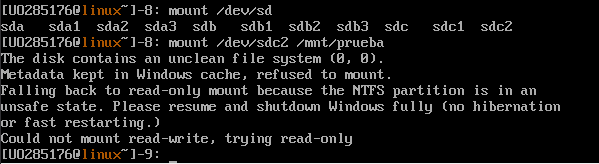 [UO285176@linux~]-8: mount /dev/sd
sda sda1 sda2 sda3 sdb sdb1 sdb2 sdb3 sdc sdc1 sdc2
[UO285176@linux~]-8: mount /dev/sdc2 /mnt/prueba
The disk contains an unclean file system (0, 0).
Metadata kept in Windows cache, refused to mount.
Falling back to read-only mount because the NTFS partition is in an
unsafe state. Please resume and shutdown Windows fully (no hibernation
or fast restarting.)
Could not mount read-write, trying read-only
[UO285176@linux~]-9: _